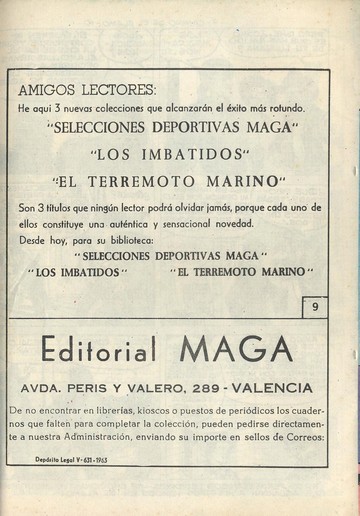 AMIGOS LECTORES:
He aqui 3 nuevas colecciones que alcanzarán el éxito más rotundo.
"SELECCIONES DEPORTIVAS MAGA"
"LOS IMBATIDOS"
"EL TERREMOTO MARINO"
Son 3 títulos que ningún lector podrá olvidar jamás, porque cada uno de
ellos constituye una auténtica y sensacional novedad.
Desde hoy, para su biblioteca:
"SELECCIONES DEPORTIVAS MAGA"
"LOS IMBATIDOS" "EL TERREMOTO MARINO"
9
Editorial MAGA
AVDA. PERIS Y VALERO, 289 - VALENCIA
De no encontrar en librerías, kioscos o puestos de periódicos los cuader-
nos que falten para completar la colección, pueden pedirse directamen-
te a nuestra Administración, enviando su importe en sellos de Correos:
Depósito Legal V-631-1963